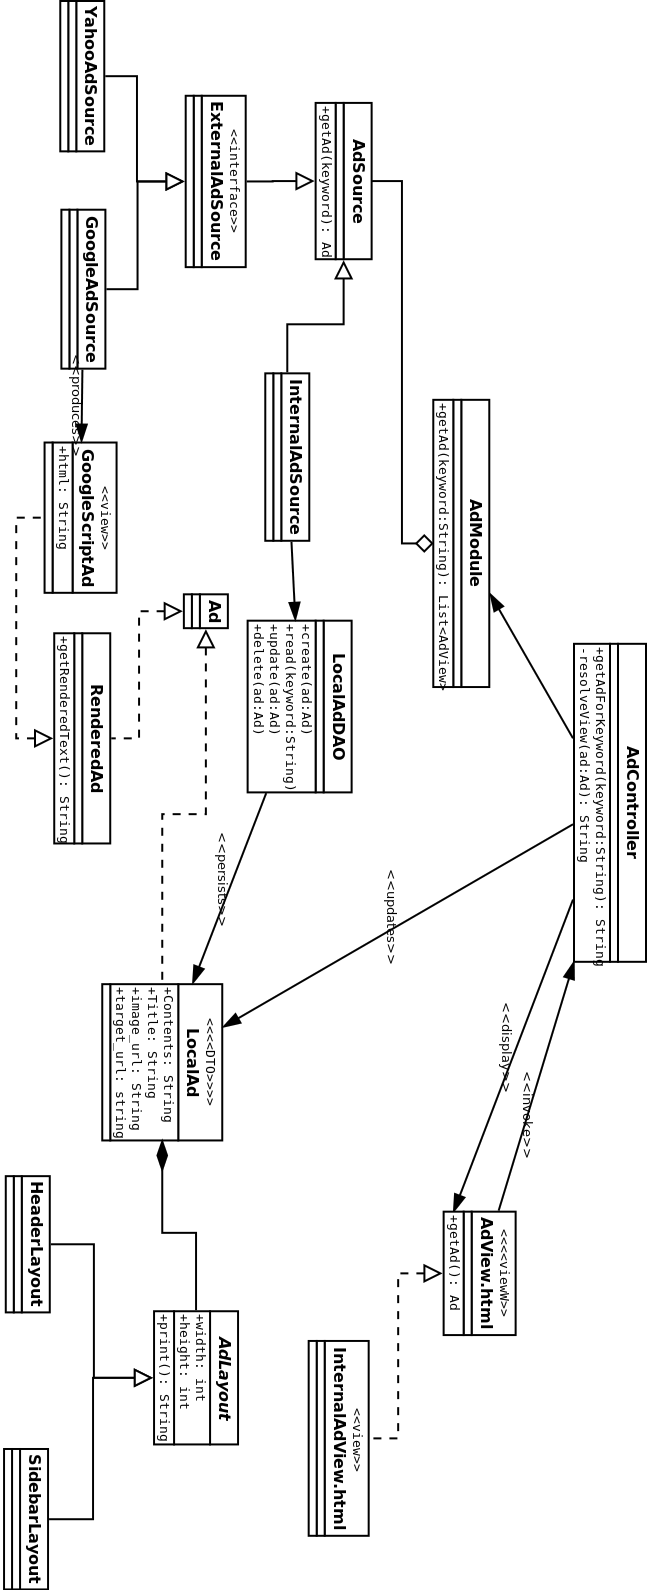 AdController
+getAdForKeyword(keyword:String): String
-resolveView(ad:Ad): String
<<invoke>>
<<display>>
<<<<viewW>>
AdView.html
+getAd(): Ad
AdModule
+getAd(keyword:String): List<AdView>
<<updates>>
AdSource
+getAd(keyword): Ad
<<view>>
InternalAdView.html
LocalAdDAO
+create(ad:Ad)
+read(keyword:String)
+update(ad:Ad)
+delete(ad:Ad)
InternalAdSource
<<interface>>
ExternalAdSource
<<persists>>
Ad
AdLayout
+width: int
+height: int
+print(): String
<<<<DTO>>>>
LocalAd
+Contents: String
+Title: String
+image_url: String
+target_url: string
YahooAdSource
GoogleAdSource
<<produces>>
<<view>>
GoogleScriptAd
+html: String
RenderedAd
+getRenderedText(): String
HeaderLayout
SidebarLayout